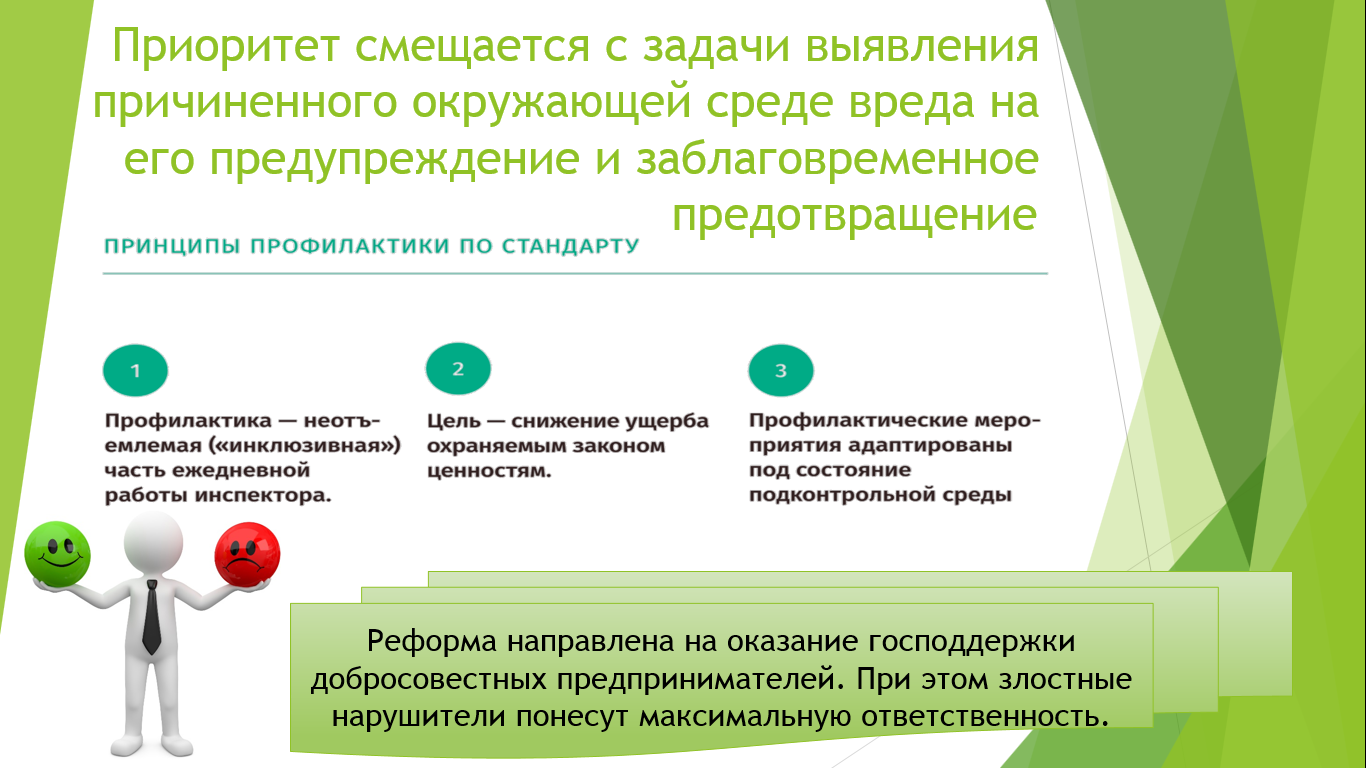 Приоритет смещается с задачи выявления
причиненного окружающей среде вреда на
его предупреждение и заблаговременное
предотвращение
ПРИНЦИПЫ ПРОФИЛАКТИКИ ПО СТАНДАРТУ
1
Профилактика — неотъ-
емлемая («инклюзивная»)
часть ежедневной
работы инспектора.
2
Цель — снижение ущерба
охраняемым законом
ценностям.
3
Профилактические меро-
приятия адаптированы
под состояние
подконтрольной среды
Реформа направлена на оказание господдержки
добросовестных предпринимателей. При этом злостные
нарушители понесут максимальную ответственность.